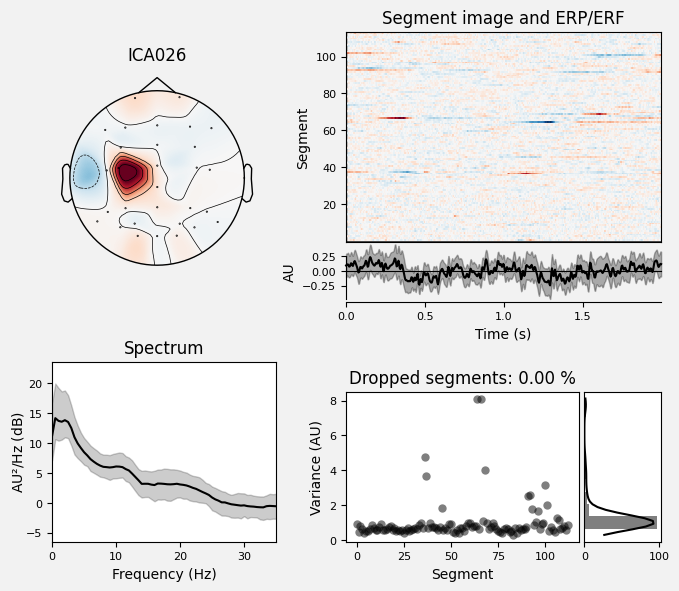 ICA026
Segment image and ERP/ERF
Segment
100
80
60
40
20
AU
0.25
0.00
−0.25
0.0 0.5 1.0 1.5
Time (s)
Spectrum
AU²/Hz (dB)
20
15
10
5
0
−5
0 10 20 30
Frequency (Hz)
Dropped segments: 0.00 %
Variance (AU)
8
6
4
2
0
0 25 50 75 100
Segment
0 100